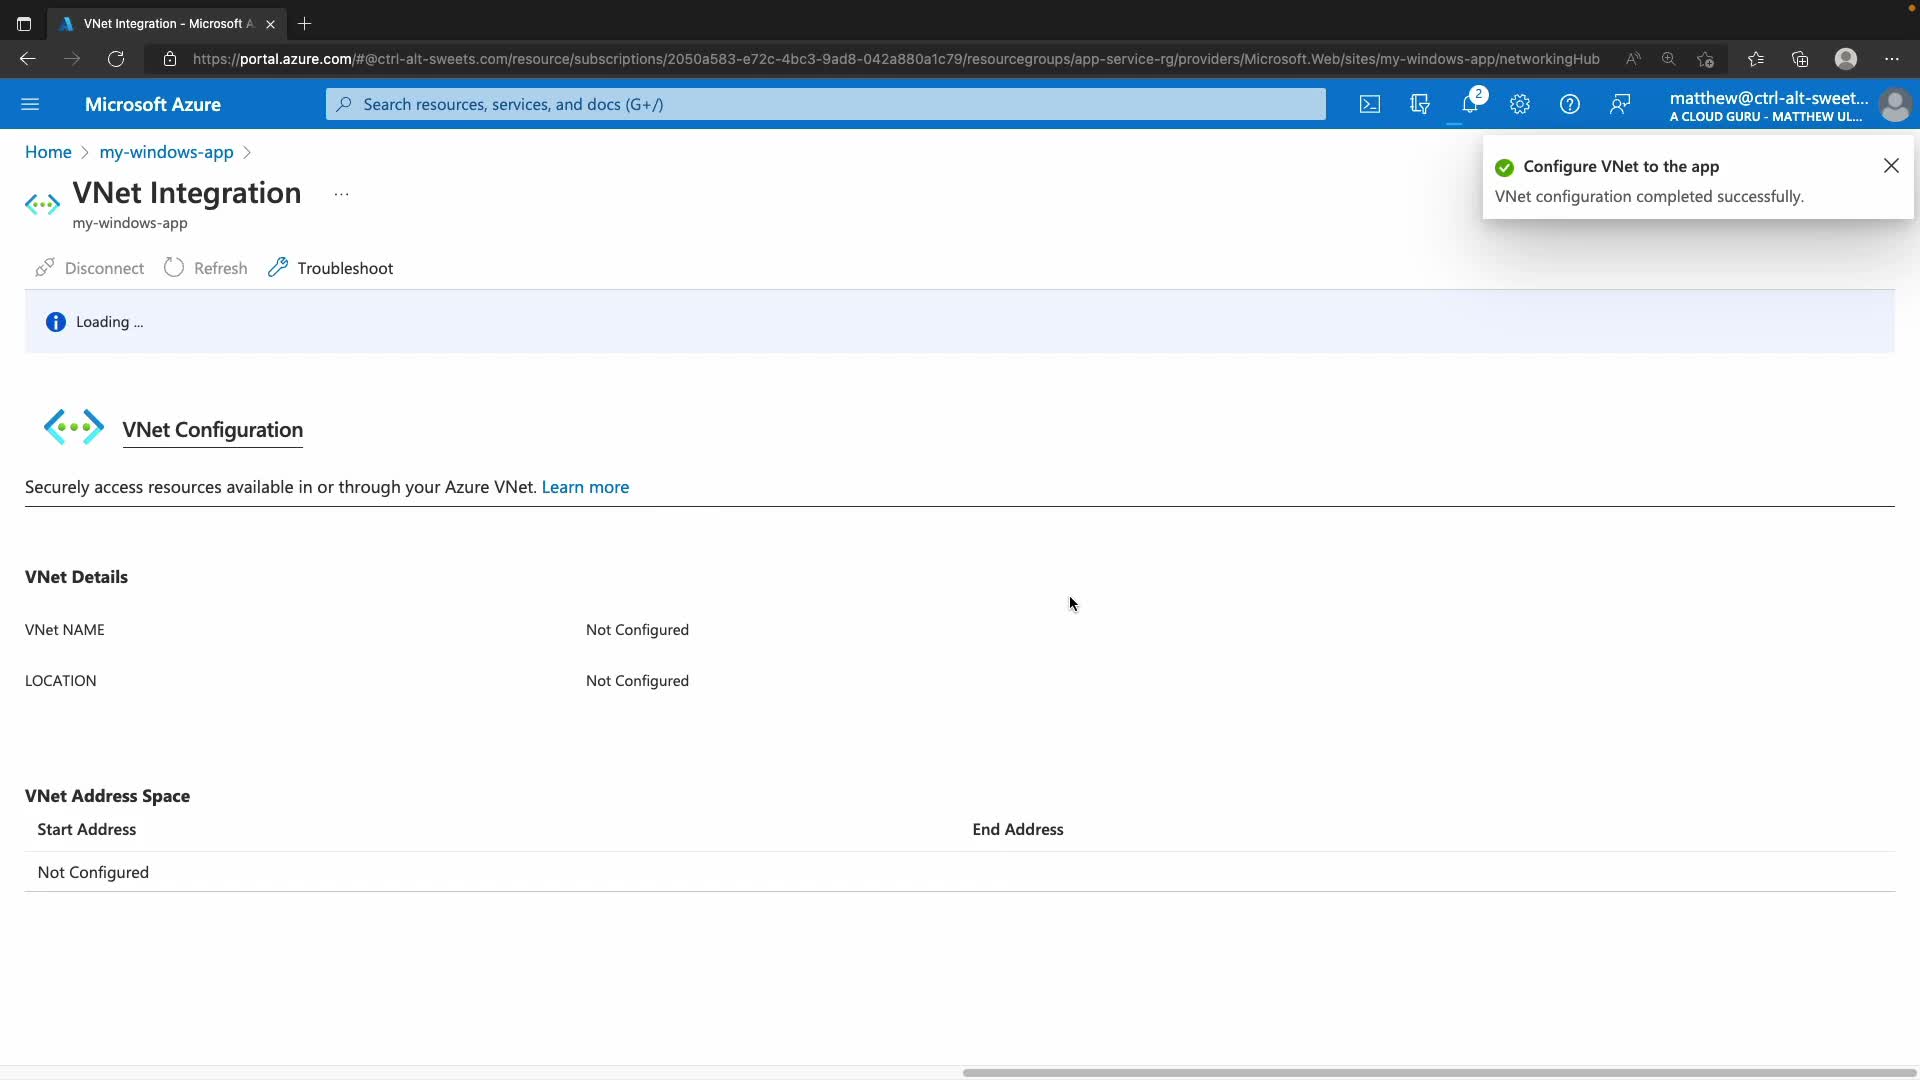 VNet Integration - Microsoft A
https://portal.azure.com/#@ctrl-alt-sweets.com/resource/subscriptions/2050a583-e72c-4bc3-9ad8-042a880a1c79/resourcegroups/app-service-rg/providers/Microsoft.Web/sites/my-windows-app/networkingHub
Microsoft Azure
Search resources, services, and docs (G+/)
2
matthew@ctrl-alt-sweet...
A CLOUD GURU - MATTHEW UL...
Home > my-windows-app >
VNet Integration ...
my-windows-app
Configure VNet to the app
VNet configuration completed successfully.
Disconnect Refresh Troubleshoot
Loading ...
VNet Configuration
Securely access resources available in or through your Azure VNet. Learn more
VNet Details
VNet NAME Not Configured
LOCATION Not Configured
VNet Address Space
Start Address End Address
Not Configured